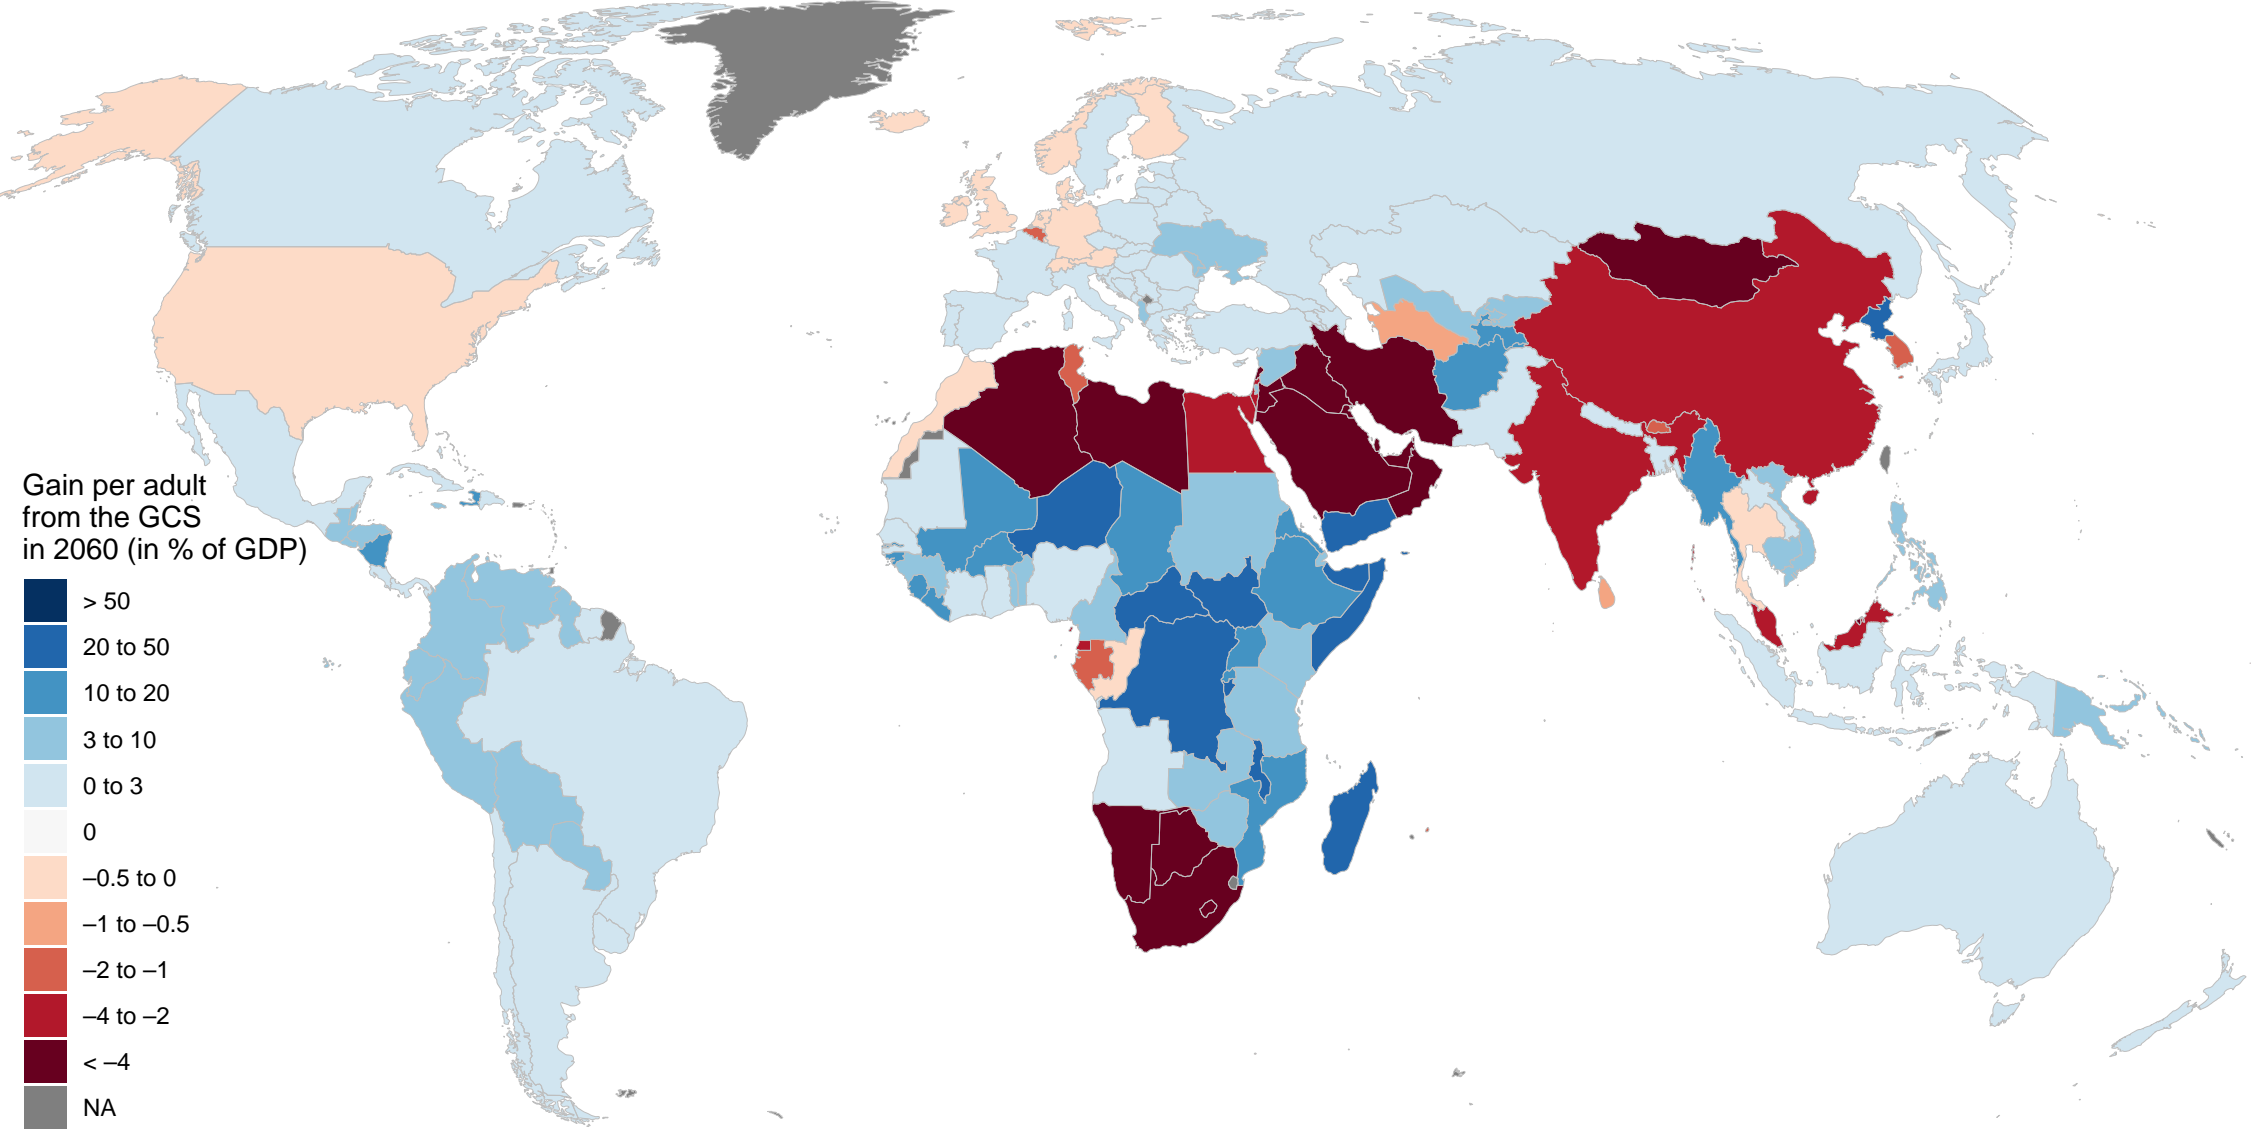 Gain per adult
from the GCS
in 2060 (in % of GDP)
> 50
20 to 50
10 to 20
3 to 10
0 to 3
0
–0.5 to 0
–1 to –0.5
–2 to –1
–4 to –2
< –4
NA